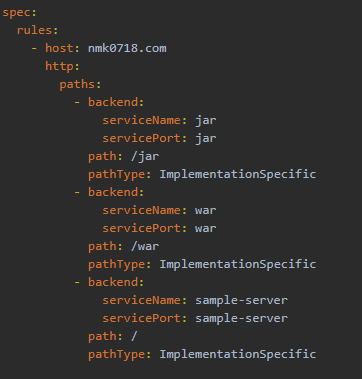 spec:
  rules:
    - host: nmk0718.com
      http:
        paths:
          - backend:
              serviceName: jar
              servicePort: jar
            path: /jar
            pathType: ImplementationSpecific
          - backend:
              serviceName: war
              servicePort: war
            path: /war
            pathType: ImplementationSpecific
          - backend:
              serviceName: sample-server
              servicePort: sample-server
            path: /
            pathType: ImplementationSpecific